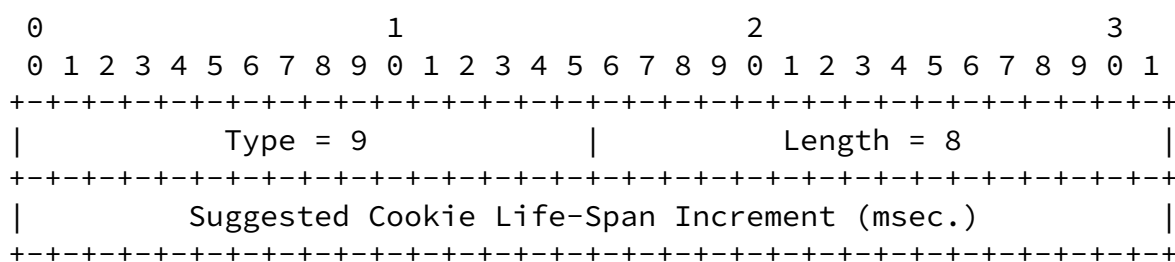 0 1 2 3
0 1 2 3 4 5 6 7 8 9 0 1 2 3 4 5 6 7 8 9 0 1 2 3 4 5 6 7 8 9 0 1
+-+-+-+-+-+-+-+-+-+-+-+-+-+-+-+-+-+-+-+-+-+-+-+-+-+-+-+-+-+-+-+-+
| Type = 9 | Length = 8 |
+-+-+-+-+-+-+-+-+-+-+-+-+-+-+-+-+-+-+-+-+-+-+-+-+-+-+-+-+-+-+-+-+
| Suggested Cookie Life-Span Increment (msec.) |
+-+-+-+-+-+-+-+-+-+-+-+-+-+-+-+-+-+-+-+-+-+-+-+-+-+-+-+-+-+-+-+-+